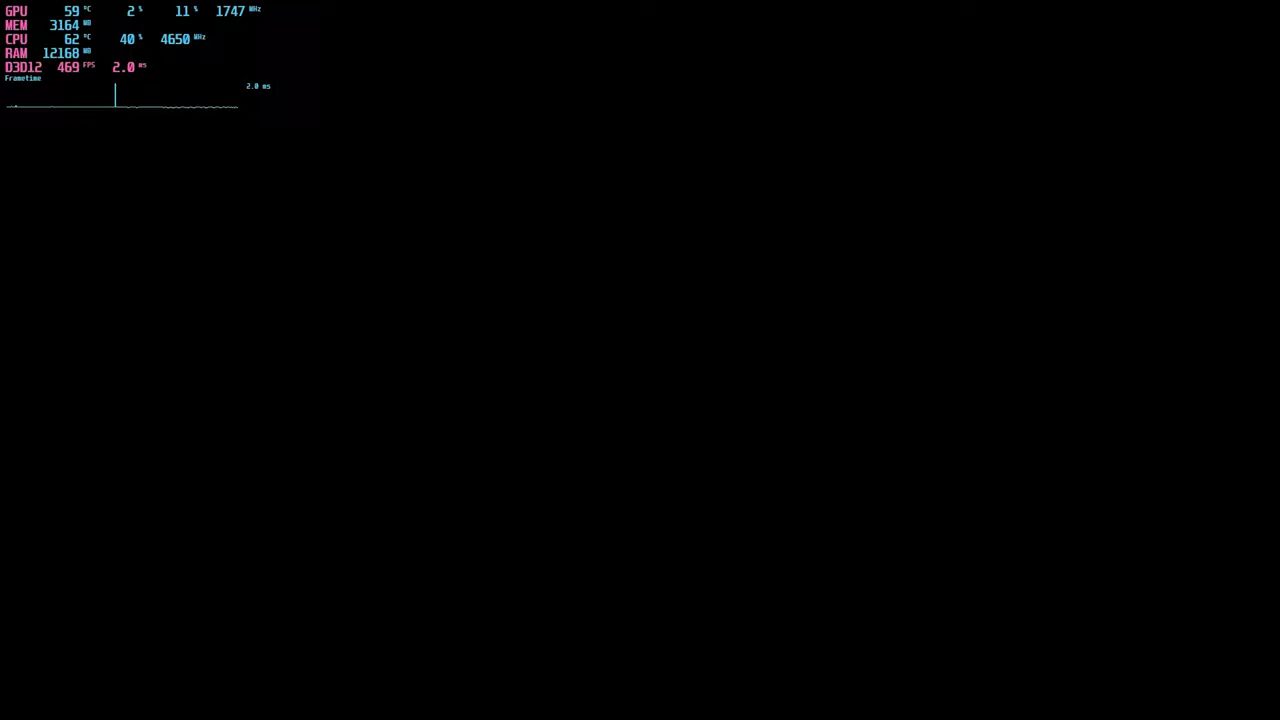 GPU 59 °C 2 % 11 % 1747 MHz
MEM 3164 MB
CPU 62 °C 40 % 4650 MHz
RAM 12168 MB
D3D12 469 FPS 2.0 ms
Frametime
2.0 ms